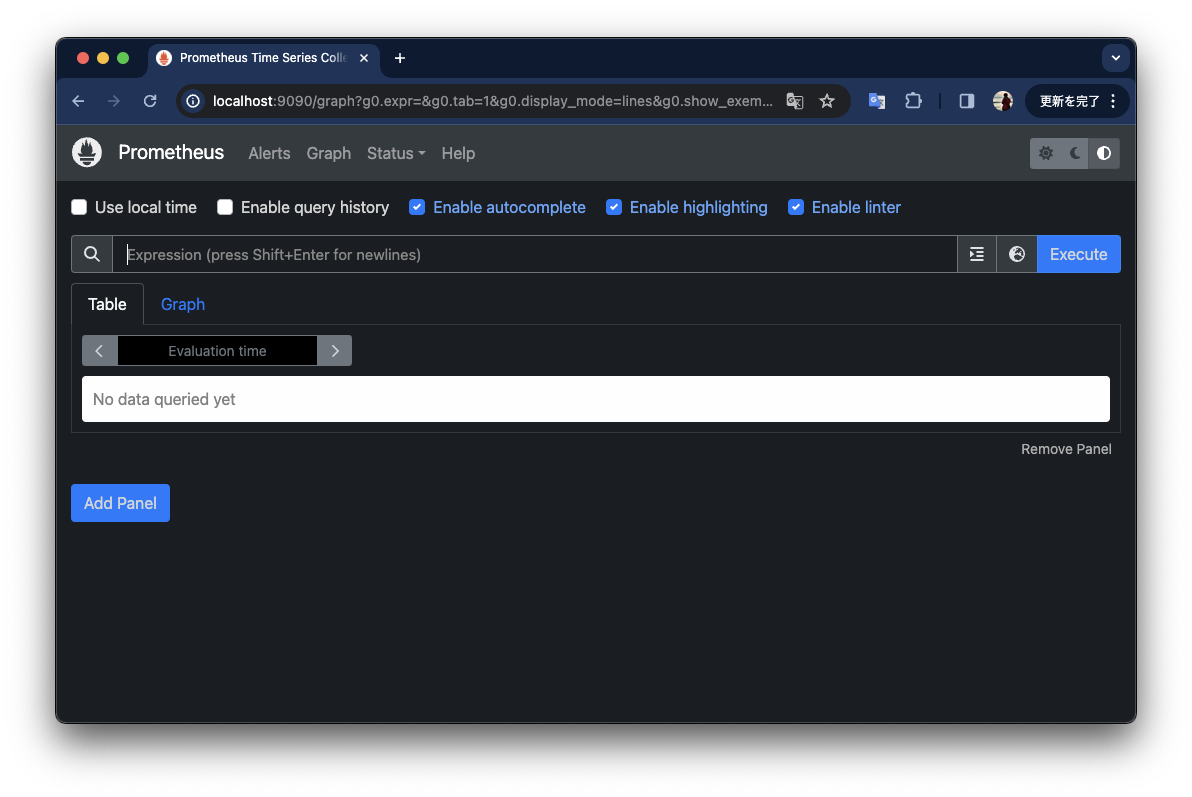 Prometheus Time Series Colle
localhost:9090/graph?g0.expr=&g0.tab=1&g0.display_mode=lines&g0.show_exem...
更新を完了
Prometheus Alerts Graph Status Help
Use local time Enable query history Enable autocomplete Enable highlighting Enable linter
Expression (press Shift+Enter for newlines) Execute
Table Graph
Evaluation time
No data queried yet
Remove Panel
Add Panel